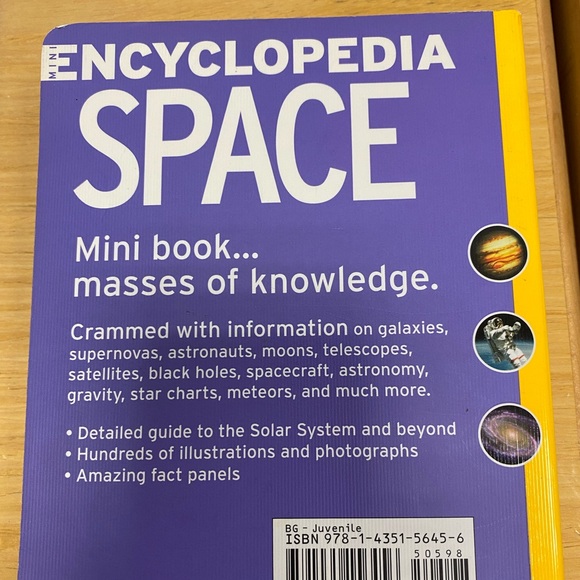 MINI
ENCYCLOPEDIA
SPACE
Mini book...
masses of knowledge.
Crammed with information on galaxies,
supernovas, astronauts, moons, telescopes,
satellites, black holes, spacecraft, astronomy,
gravity, star charts, meteors, and much more.
• Detailed guide to the Solar System and beyond
• Hundreds of illustrations and photographs
• Amazing fact panels
BG – Juvenile
ISBN 978-1-4351-5645-6
50598